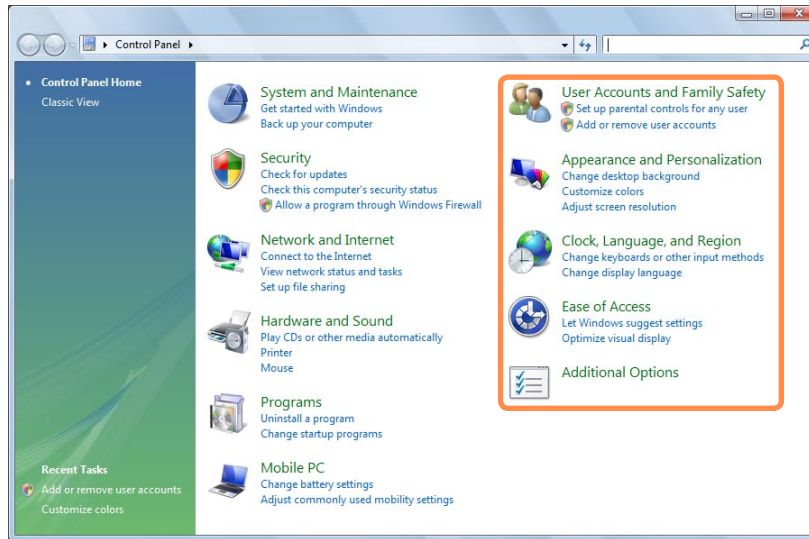 Control Panel
Control Panel Home
Classic View
System and Maintenance
Get started with Windows
Back up your computer
Security
Check for updates
Check this computer's security status
Allow a program through Windows Firewall
Network and Internet
Connect to the Internet
View network status and tasks
Set up file sharing
Hardware and Sound
Play CDs or other media automatically
Printer
Mouse
Programs
Uninstall a program
Change startup programs
Mobile PC
Change battery settings
Adjust commonly used mobility settings
User Accounts and Family Safety
Set up parental controls for any user
Add or remove user accounts
Appearance and Personalization
Change desktop background
Customize colors
Adjust screen resolution
Clock, Language, and Region
Change keyboards or other input methods
Change display language
Ease of Access
Let Windows suggest settings
Optimize visual display
Additional Options
Recent Tasks
Add or remove user accounts
Customize colors